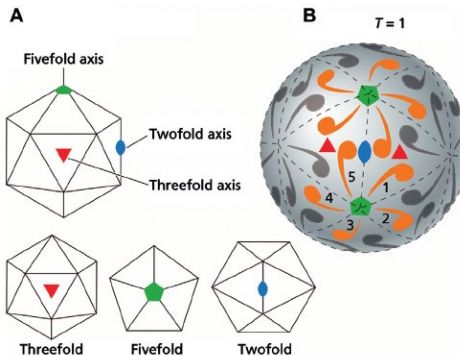 A
Fivefold axis
Twofold axis
Threefold axis
Threefold
Fivefold
Twofold
B
T = 1
5
1
4
2
3